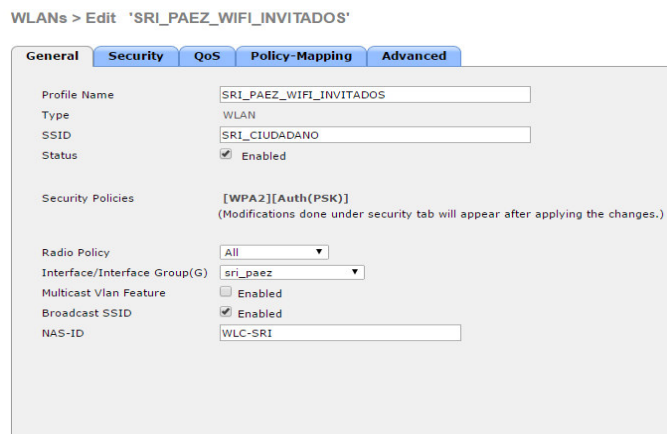 WLANs > Edit 'SRI_PAEZ_WIFI_INVITADOS'
General Security QoS Policy-Mapping Advanced
Profile Name SRI_PAEZ_WIFI_INVITADOS
Type WLAN
SSID SRI_CIUDADANO
Status Enabled
Security Policies [WPA2][Auth(PSK)]
(Modifications done under security tab will appear after applying the changes.)
Radio Policy All
Interface/Interface Group(G) sri_paez
Multicast Vlan Feature Enabled
Broadcast SSID Enabled
NAS-ID WLC-SRI